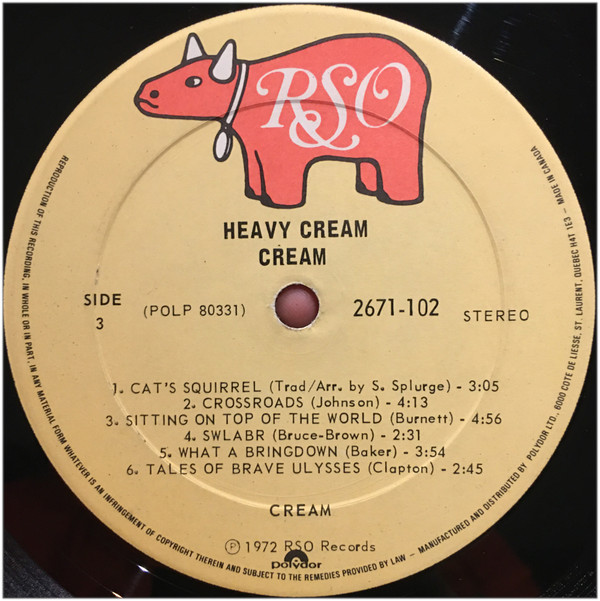 RSO
HEAVY CREAM
CREAM
SIDE
3
(POLP 80331)
2671-102
STEREO
1. CAT'S SQUIRREL (Trad/Arr. by S. Splurge) - 3:05
2. CROSSROADS (Johnson) - 4:13
3. SITTING ON TOP OF THE WORLD (Burnett) - 4:56
4. SWLABR (Bruce-Brown) - 2:31
5. WHAT A BRINGDOWN (Baker) - 3:54
6. TALES OF BRAVE ULYSSES (Clapton) - 2:45
CREAM
℗ 1972 RSO Records
polydor
REPRODUCTION OF THIS RECORDING, IN WHOLE OR IN PART, IN ANY MATERIAL FORM WHATEVER IS AN INFRINGEMENT OF COPYRIGHT THEREIN AND SUBJECT TO THE REMEDIES PROVIDED BY LAW – MANUFACTURED AND DISTRIBUTED BY POLYDOR LTD., 6000 COTE DE LIESSE, ST. LAURENT, QUEBEC H4T 1E3 – MADE IN CANADA